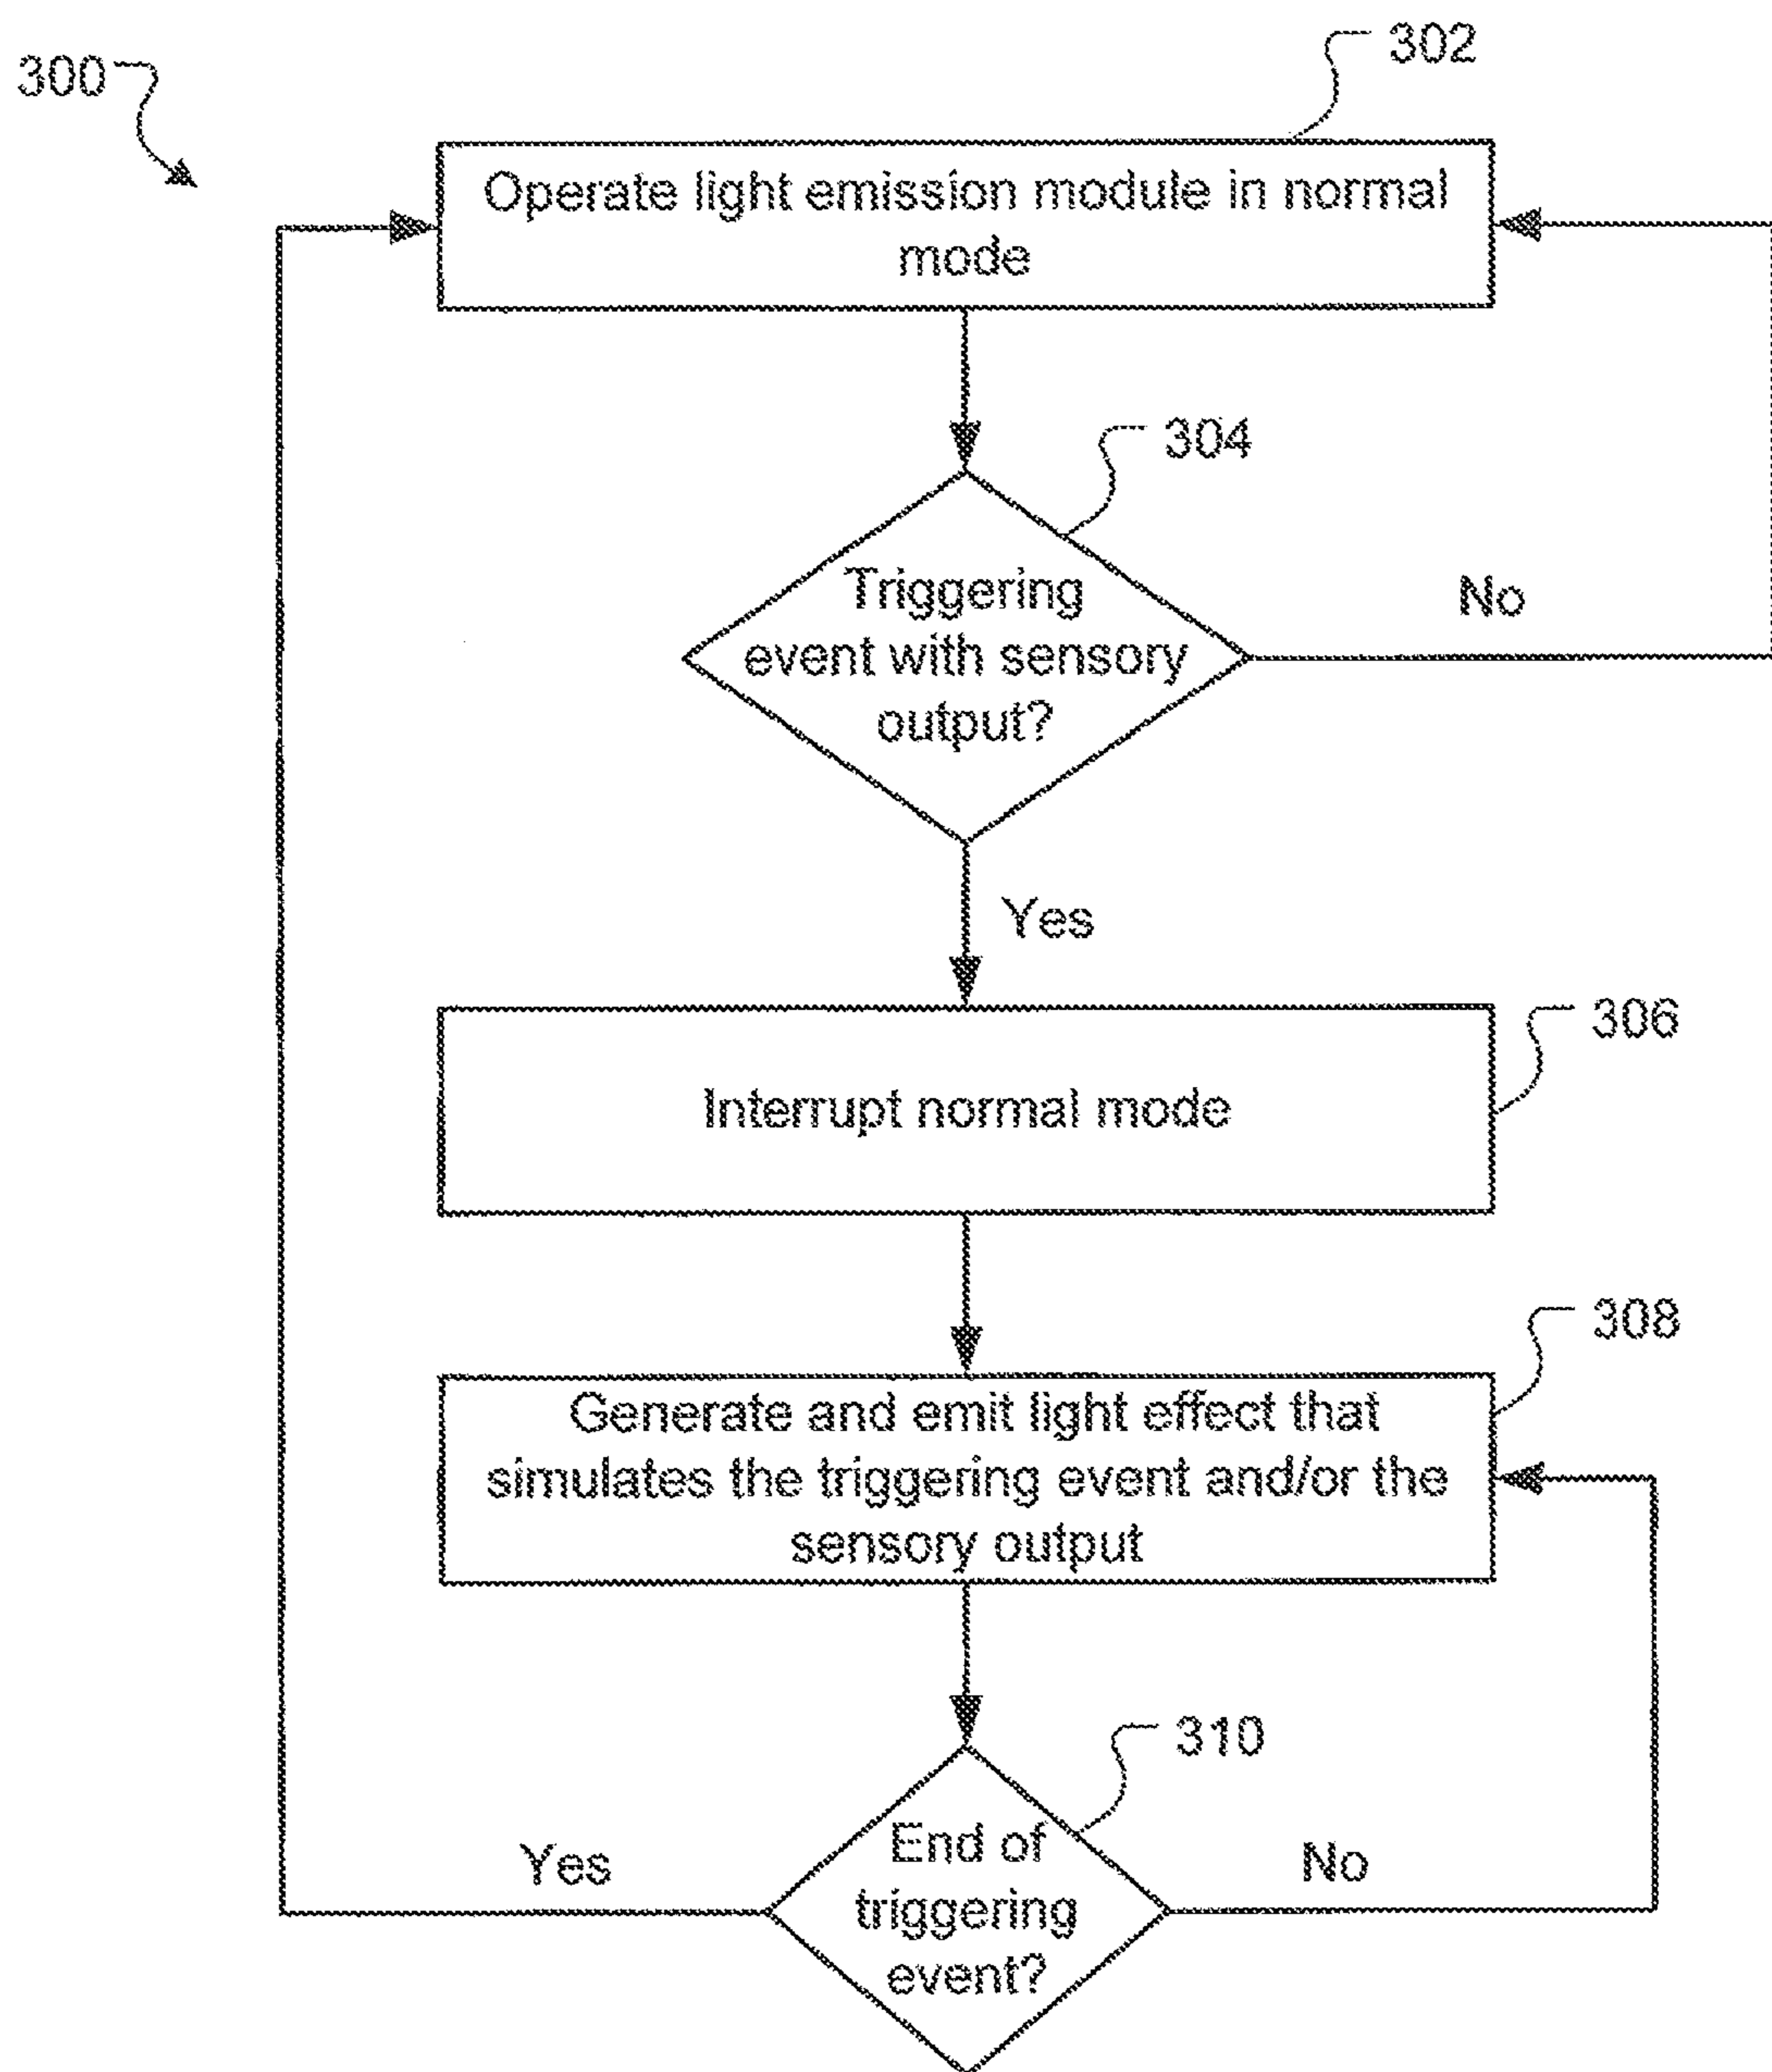 300
302
Operate light emission module in normal
mode
304
Triggering
event with sensory
output?
No
Yes
306
Interrupt normal mode
308
Generate and emit light effect that
simulates the triggering event and/or the
sensory output
310
End of
triggering
event?
Yes
No